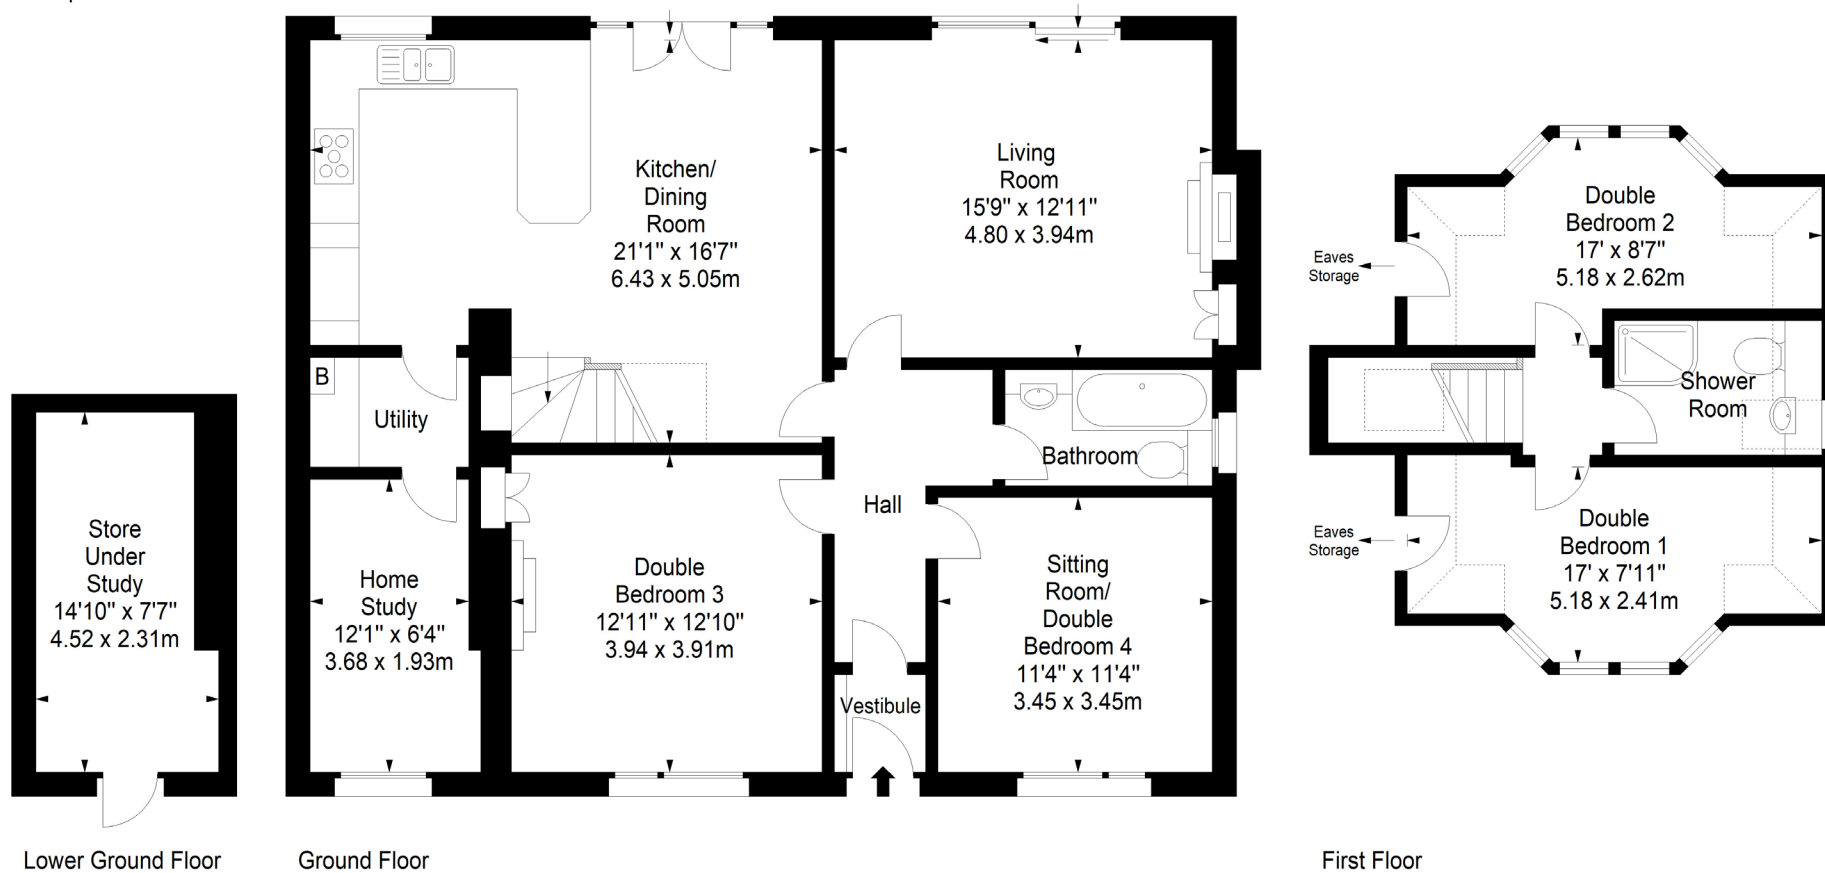 Kitchen/
Dining
Room
21'1" x 16'7"
6.43 x 5.05m
Living
Room
15'9" x 12'11"
4.80 x 3.94m
B
Utility
Bathroom
Hall
Home
Study
12'1" x 6'4"
3.68 x 1.93m
Double
Bedroom 3
12'11" x 12'10"
3.94 x 3.91m
Sitting
Room/
Double
Bedroom 4
11'4" x 11'4"
3.45 x 3.45m
Vestibule
Store
Under
Study
14'10" x 7'7"
4.52 x 2.31m
Double
Bedroom 2
17' x 8'7"
5.18 x 2.62m
Eaves
Storage
Shower
Room
Double
Bedroom 1
17' x 7'11"
5.18 x 2.41m
Eaves
Storage
Lower Ground Floor
Ground Floor
First Floor